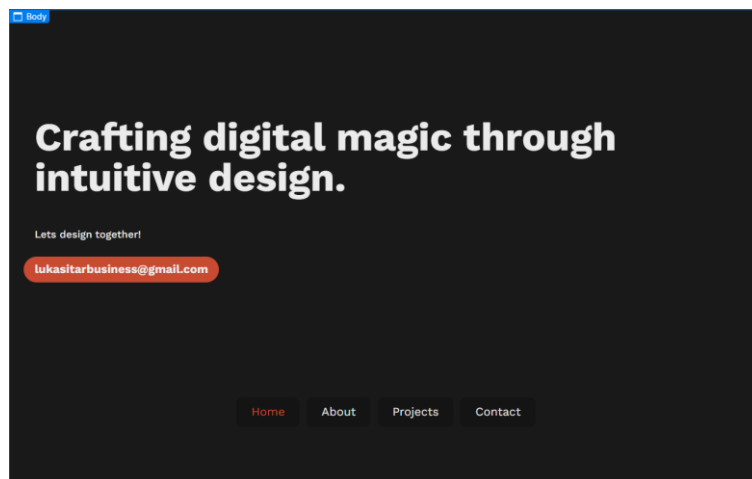 Body
Crafting digital magic through
intuitive design.
Lets design together!
lukasitarbusiness@gmail.com
Home About Projects Contact